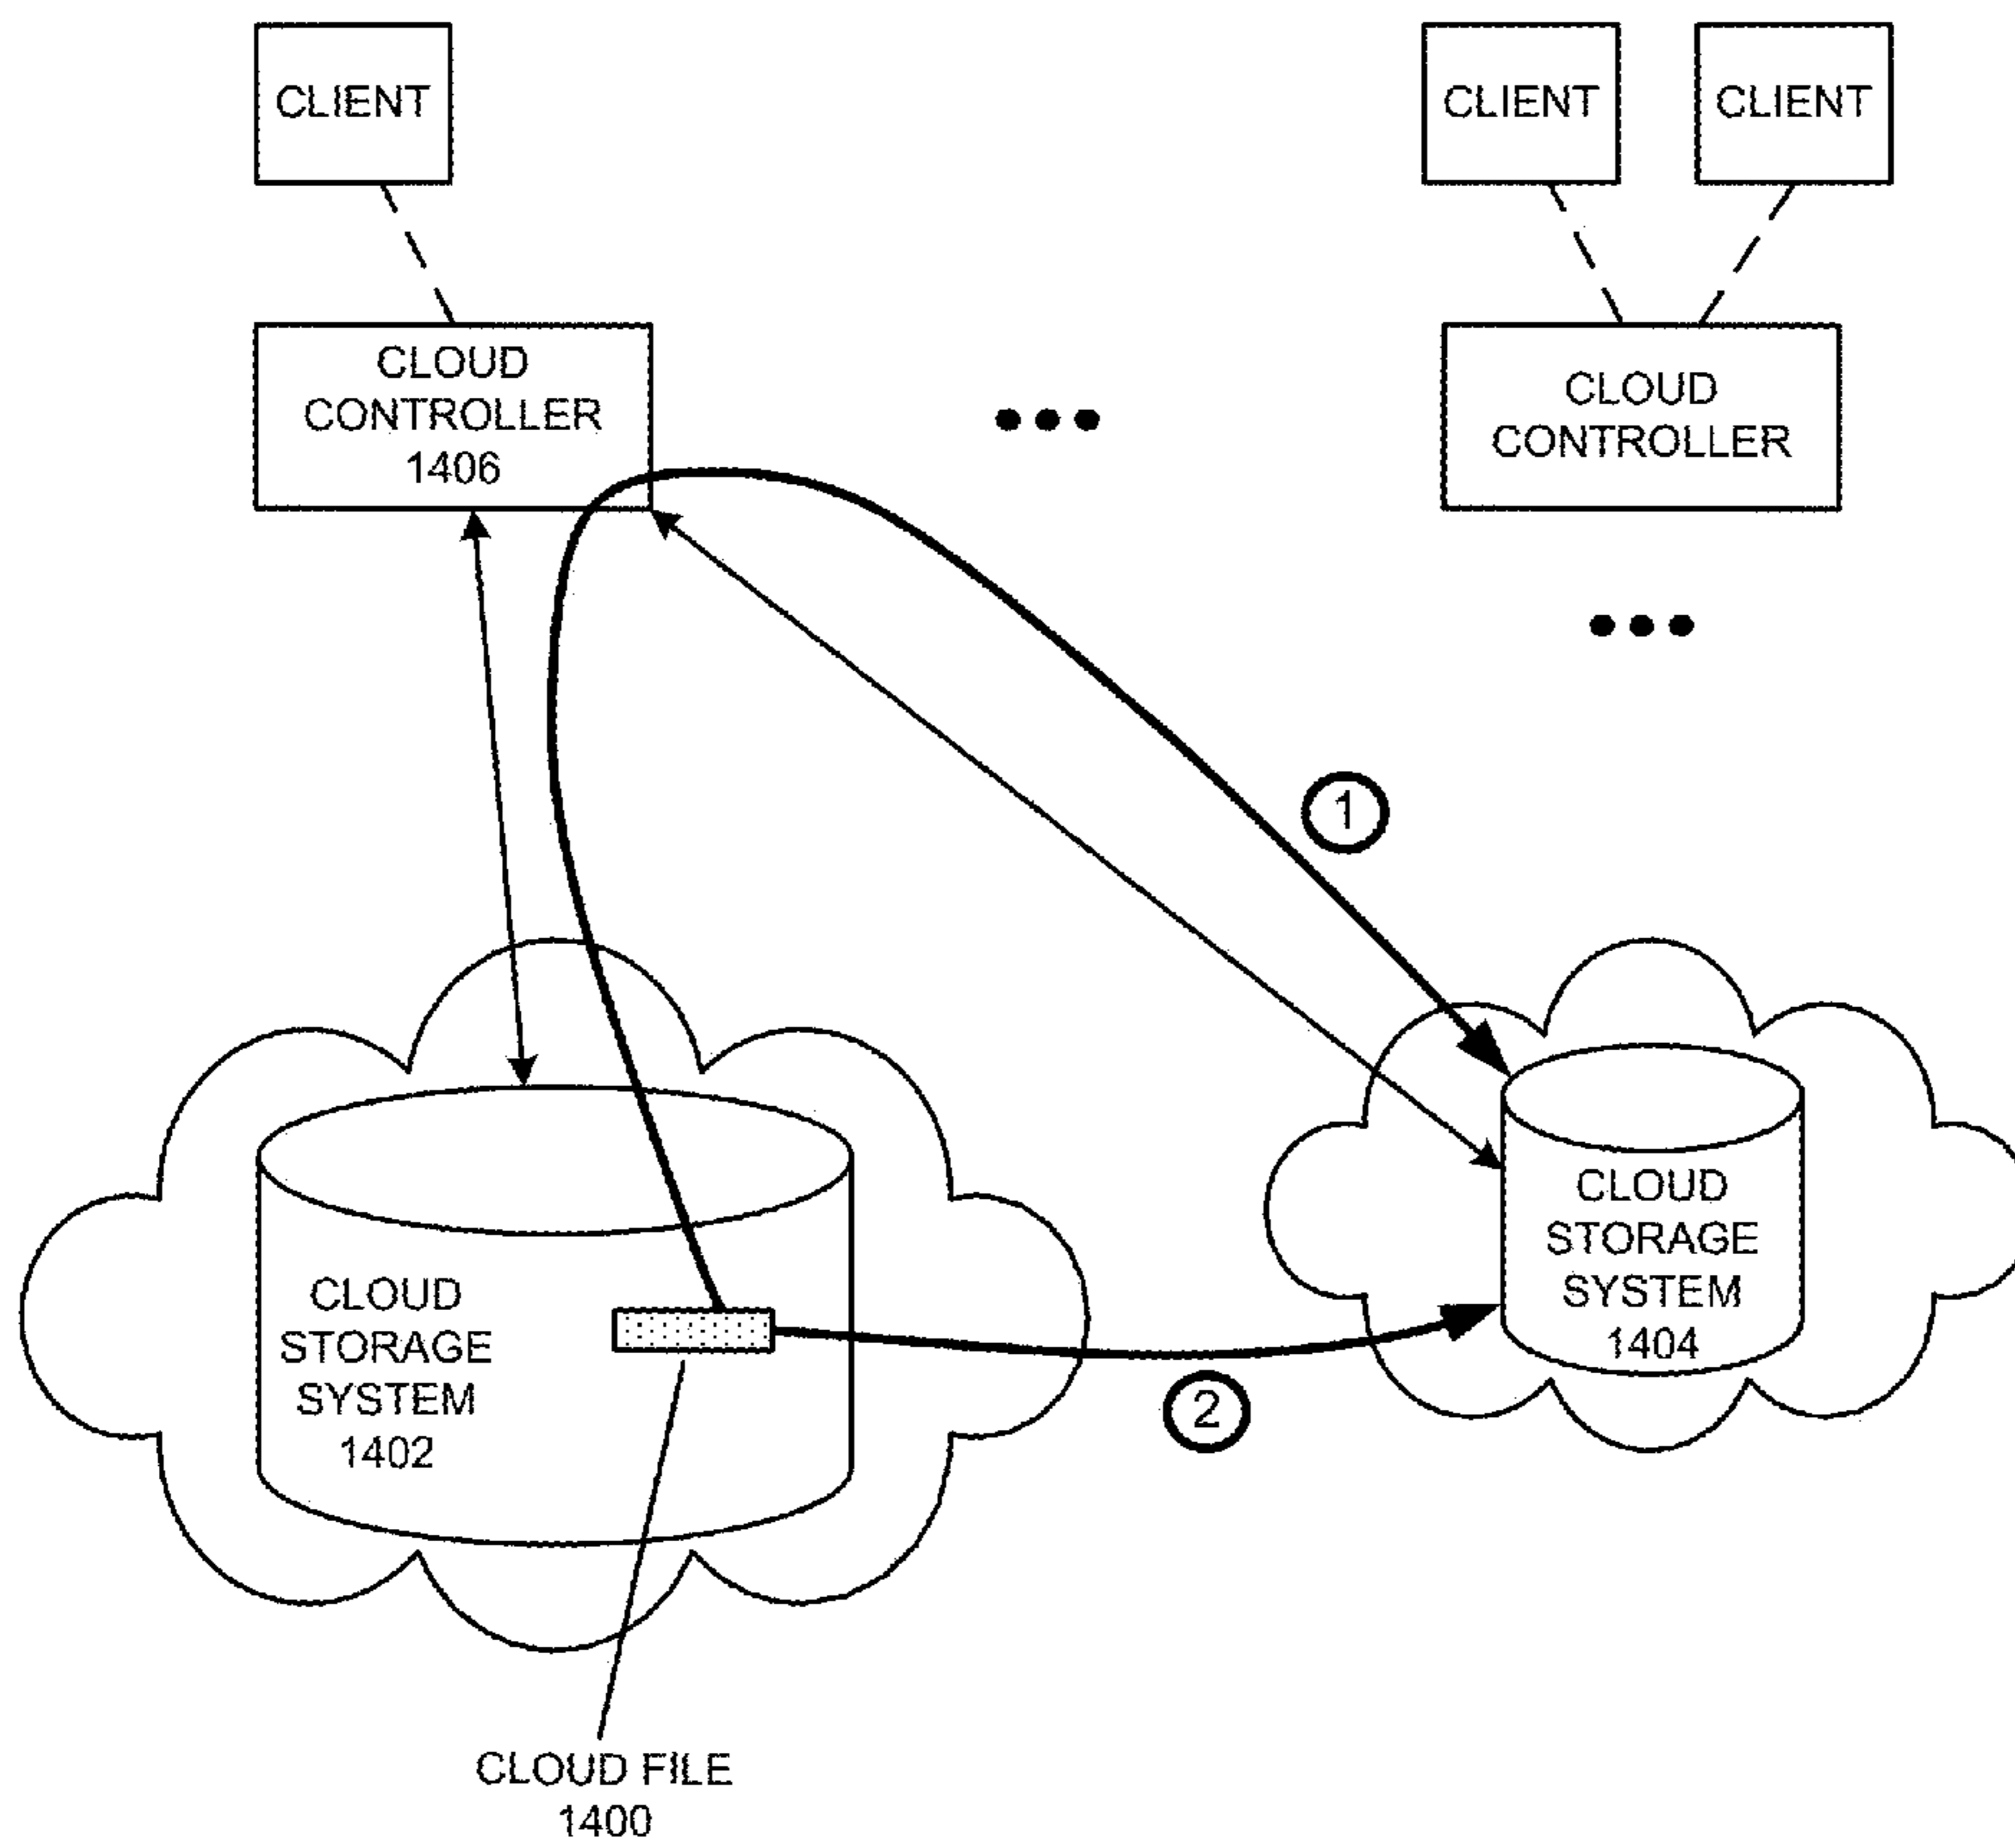 CLIENT
CLIENT
CLIENT
CLOUD
CONTROLLER
1406
CLOUD
CONTROLLER
1
CLOUD
STORAGE
SYSTEM
1404
CLOUD
STORAGE
SYSTEM
1402
2
CLOUD FILE
1400